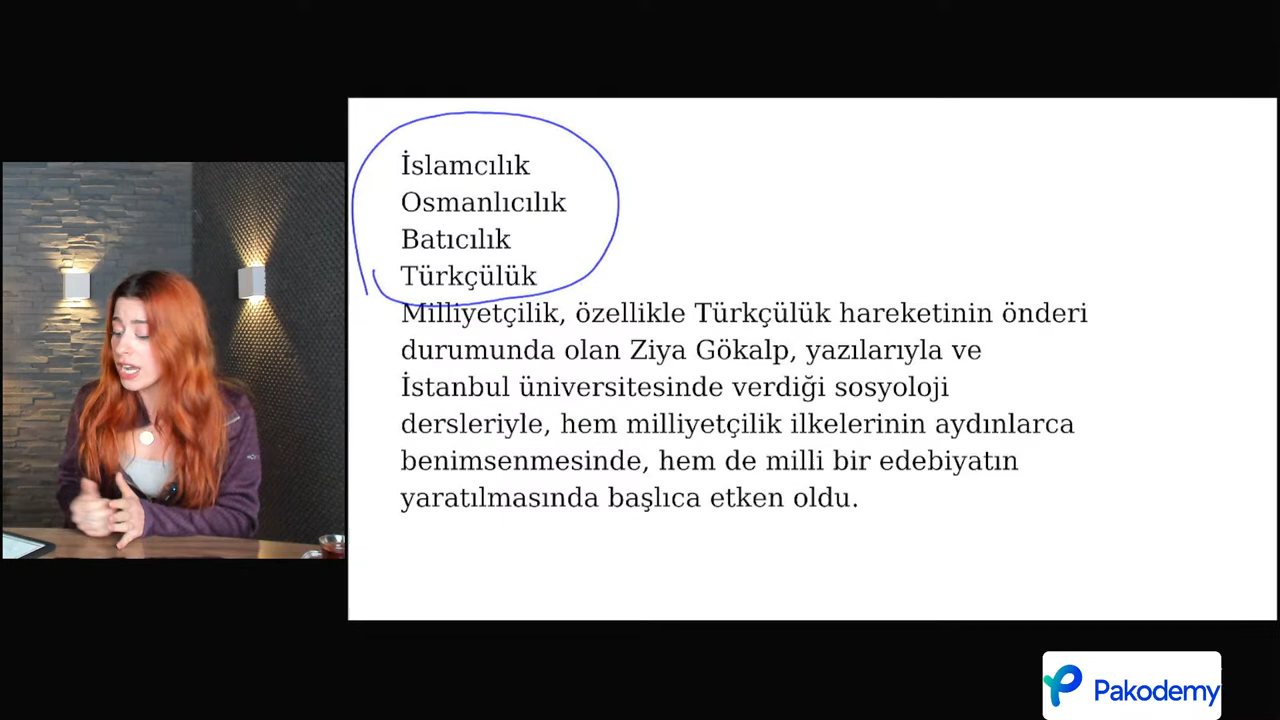 İslamcılık
Osmanlıcılık
Batıcılık
Türkçülük
Milliyetçilik, özellikle Türkçülük hareketinin önderi
durumunda olan Ziya Gökalp, yazılarıyla ve
İstanbul üniversitesinde verdiği sosyoloji
dersleriyle, hem milliyetçilik ilkelerinin aydınlarca
benimsenmesinde, hem de milli bir edebiyatın
yaratılmasında başlıca etken oldu.
Pakodemy